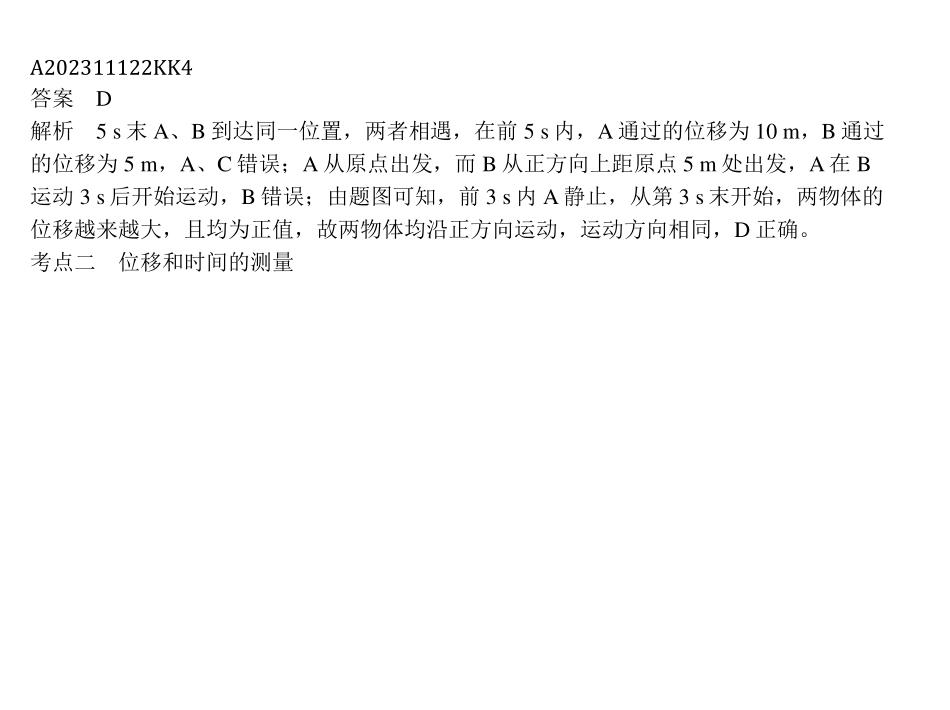 A202311122KK4
答案　D
解析　5 s末 A、B 到达同一位置，两者相遇，在前 5 s 内，A 通过的位移为 10 m，B 通过
的位移为 5 m，A、C 错误；A 从原点出发，而 B 从正方向上距原点 5 m 处出发，A 在 B
运动 3 s 后开始运动，B 错误；由题图可知，前 3 s 内 A 静止，从第 3 s 末开始，两物体的
位移越来越大，且均为正值，故两物体均沿正方向运动，运动方向相同，D 正确。
考点二　位移和时间的测量